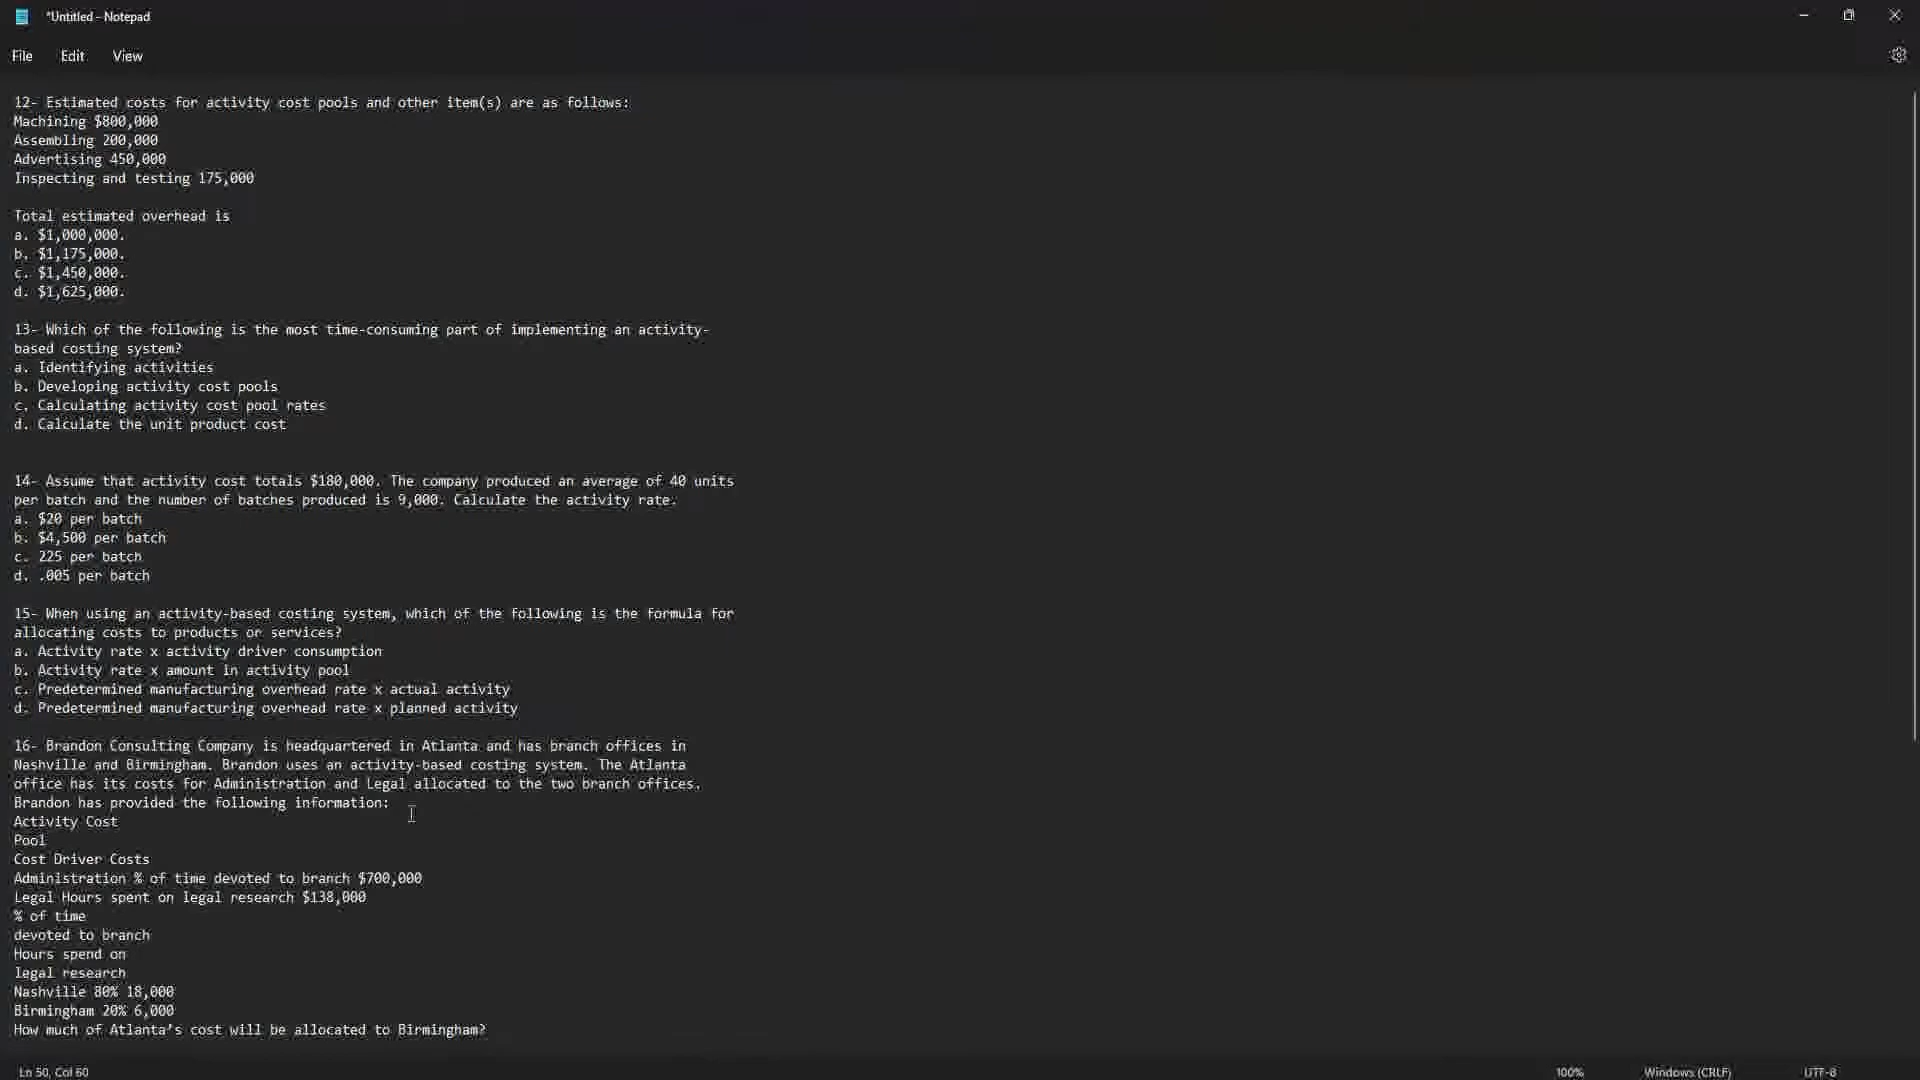 *Untitled - Notepad
File Edit View
12- Estimated costs for activity cost pools and other item(s) are as follows:
Machining $800,000
Assembling 200,000
Advertising 450,000
Inspecting and testing 175,000
Total estimated overhead is
a. $1,000,000.
b. $1,175,000.
c. $1,450,000.
d. $1,625,000.
13- Which of the following is the most time-consuming part of implementing an activity-
based costing system?
a. Identifying activities
b. Developing activity cost pools
c. Calculating activity cost pool rates
d. Calculate the unit product cost
14- Assume that activity cost totals $180,000. The company produced an average of 40 units
per batch and the number of batches produced is 9,000. Calculate the activity rate.
a. $20 per batch
b. $4,500 per batch
c. 225 per batch
d. .005 per batch
15- When using an activity-based costing system, which of the following is the formula for
allocating costs to products or services?
a. Activity rate x activity driver consumption
b. Activity rate x amount in activity pool
c. Predetermined manufacturing overhead rate x actual activity
d. Predetermined manufacturing overhead rate x planned activity
16- Brandon Consulting Company is headquartered in Atlanta and has branch offices in
Nashville and Birmingham. Brandon uses an activity-based costing system. The Atlanta
office has its costs for Administration and Legal allocated to the two branch offices.
Brandon has provided the following information:
Activity Cost
Pool
Cost Driver Costs
Administration % of time devoted to branch $700,000
Legal Hours spent on legal research $138,000
% of time
devoted to branch
Hours spend on
legal research
Nashville 80% 18,000
Birmingham 20% 6,000
How much of Atlanta's cost will be allocated to Birmingham?
Ln 50, Col 60 100% Windows (CRLF) UTF-8